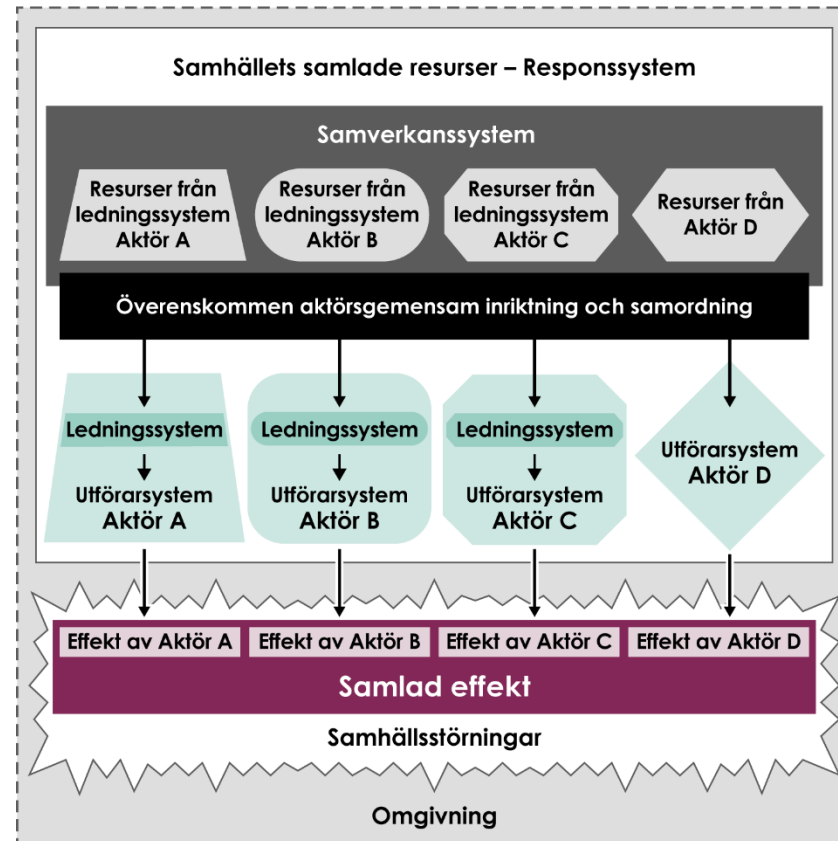 Samhällets samlade resurser – Responssystem
Samverkanssystem
Resurser från
ledningssystem
Aktör A
Resurser från
ledningssystem
Aktör B
Resurser från
ledningssystem
Aktör C
Resurser från
Aktör D
Överenskommen aktörsgemensam inriktning och samordning
Ledningssystem
Utförarsystem
Aktör A
Ledningssystem
Utförarsystem
Aktör B
Ledningssystem
Utförarsystem
Aktör C
Utförarsystem
Aktör D
Effekt av Aktör A
Effekt av Aktör B
Effekt av Aktör C
Effekt av Aktör D
Samlad effekt
Samhällsstörningar
Omgivning